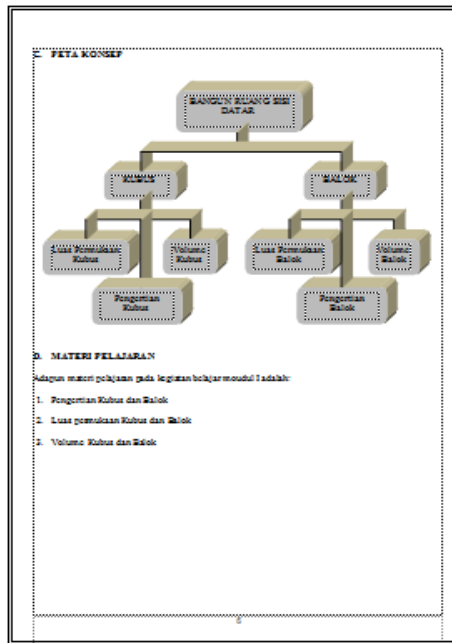 C. PETA KONSEP
BANGUN RUANG SISI
DATAR
KUBUS
BALOK
Luas Permukaan
Kubus
Volume
Kubus
Luas Permukaan
Balok
Volume
Balok
Pengertian
Kubus
Pengertian
Balok
D. MATERI PELAJARAN
Adapun materi pelajaran pada kegiatan belajar moudul I adalah:
1. Pengertian Kubus dan Balok
2. Luas permukaan Kubus dan Balok
3. Volume Kubus dan Balok